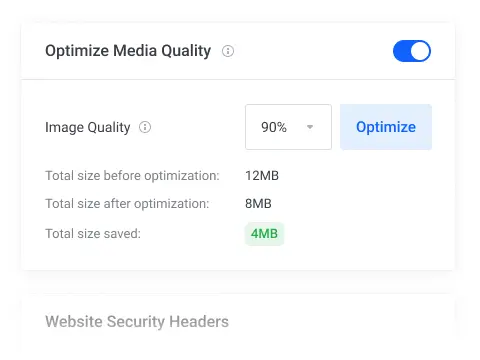 Optimize Media Quality
Image Quality 90% Optimize
Total size before optimization: 12MB
Total size after optimization: 8MB
Total size saved: 4MB
Website Security Headers